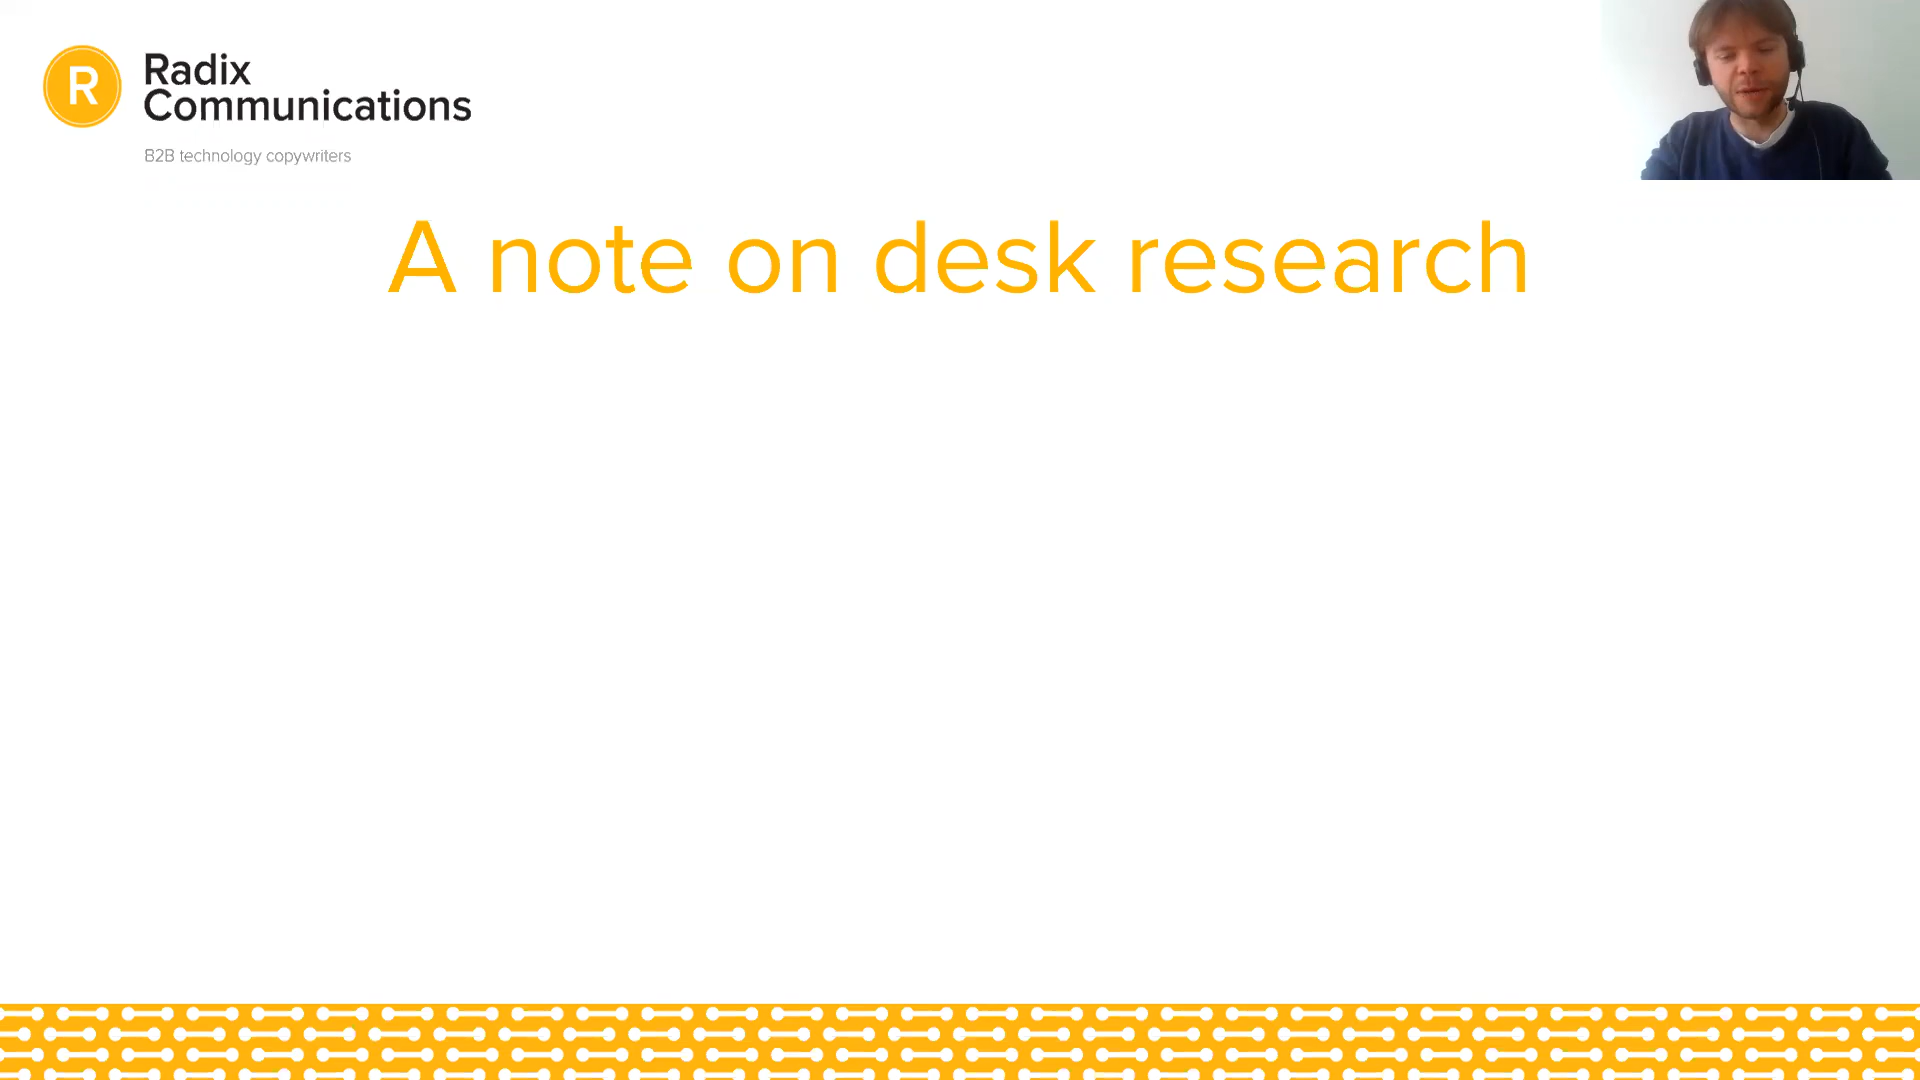 R
Radix
Communications
B2B technology copywriters
A note on desk research